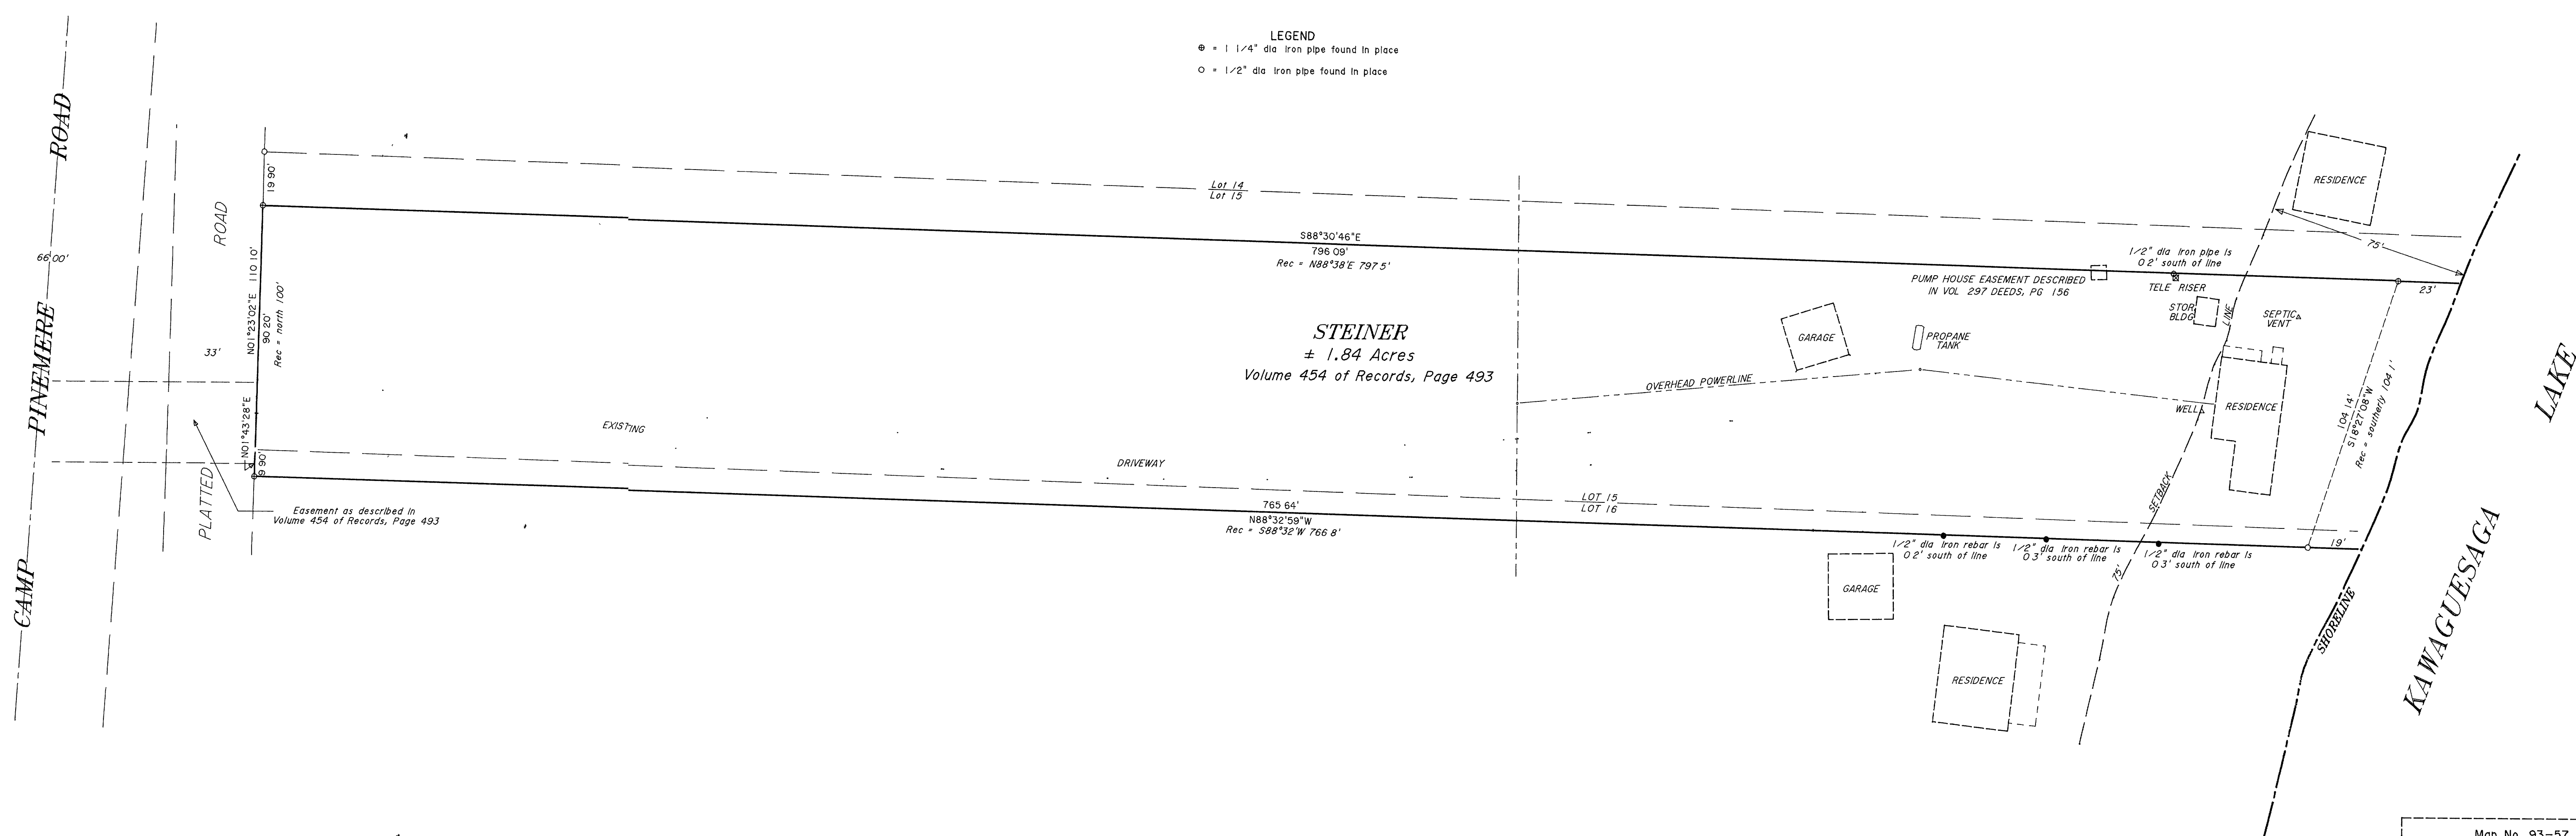 LEGEND
⊕ = 1 1/4" dia Iron pipe found in place
○ = 1/2" dia Iron pipe found in place
CAMP PINEMERE ROAD
66 00'
PLATTED ROAD
33'
19 90'
N01°23'02"E 110 10'
90 20'
Rec = north 100'
N01°43'28"E
9 90'
Easement as described in
Volume 454 of Records, Page 493
Lot 14
Lot 15
S88°30'46"E
796 09'
Rec = N88°38'E 797 5'
STEINER
± 1.84 Acres
Volume 454 of Records, Page 493
EXISTING
DRIVEWAY
765 64'
N88°32'59"W
Rec = S88°32'W 766 8'
LOT 15
LOT 16
OVERHEAD POWERLINE
GARAGE
PROPANE
TANK
PUMP HOUSE EASEMENT DESCRIBED
IN VOL 297 DEEDS, PG 156
1/2" dia Iron pipe is
0 2' south of line
TELE RISER
STOR
BLDG
LINE
SEPTIC
VENT
RESIDENCE
75'
23'
WELL
RESIDENCE
104 14'
S18°27'08"W
Rec = southerly 104 1'
SETBACK
75'
1/2" dia Iron rebar is
0 2' south of line
1/2" dia Iron rebar is
0 3' south of line
1/2" dia Iron rebar is
0 3' south of line
19'
GARAGE
RESIDENCE
SHORELINE
KAWAGUESAGA LAKE
Map No. 93-57